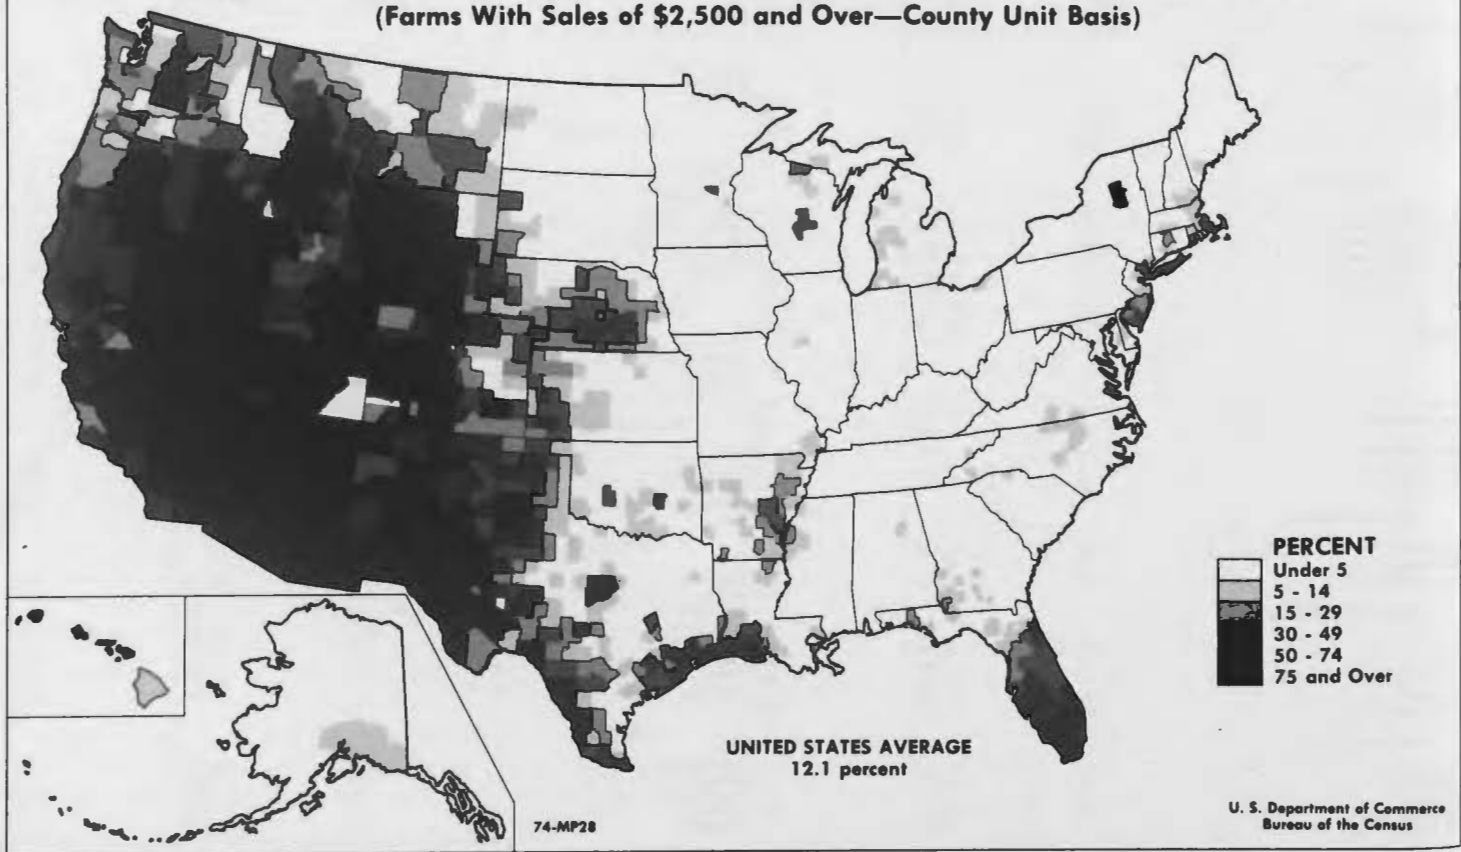 (Farms With Sales of $2,500 and Over—County Unit Basis)
PERCENT
Under 5
5 - 14
15 - 29
30 - 49
50 - 74
75 and Over
UNITED STATES AVERAGE
12.1 percent
74-MP28
U. S. Department of Commerce
Bureau of the Census